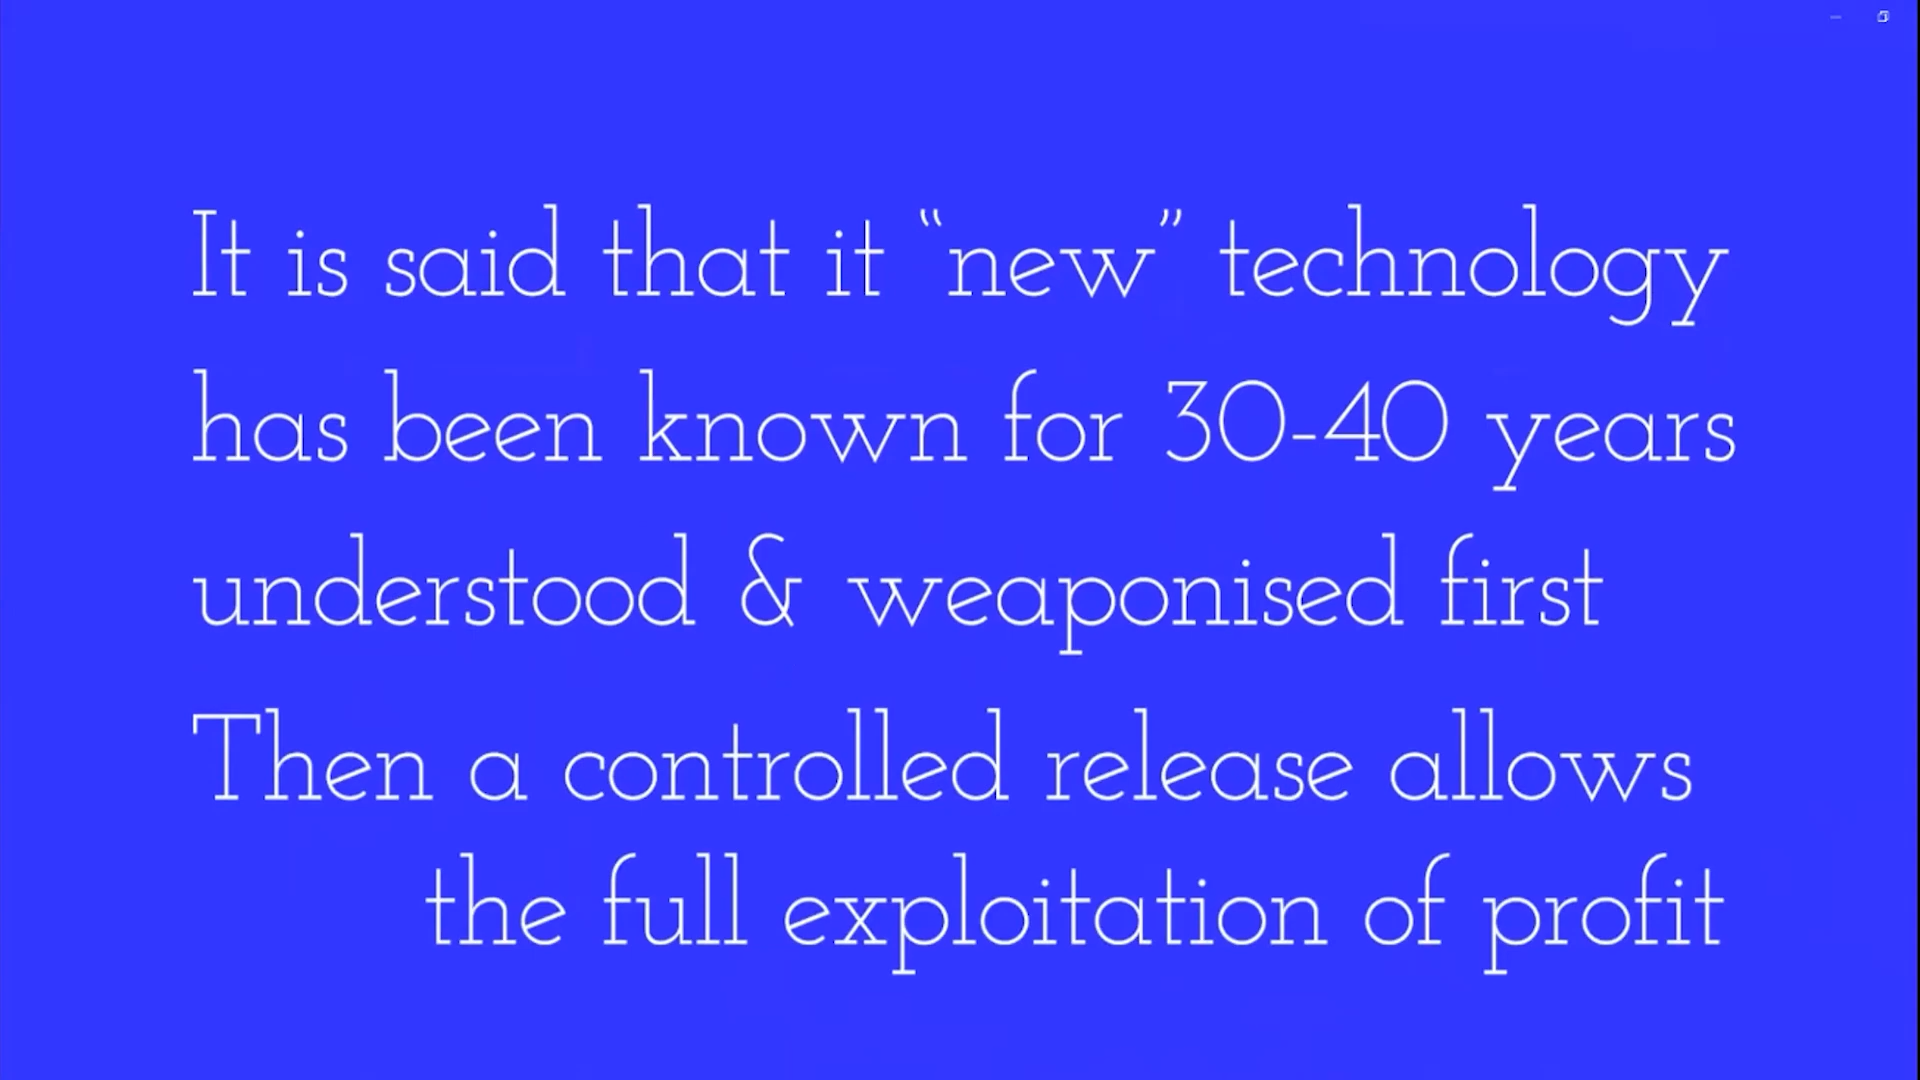 It is said that it “new” technology
has been known for 30-40 years
understood & weaponised first
Then a controlled release allows
the full exploitation of profit